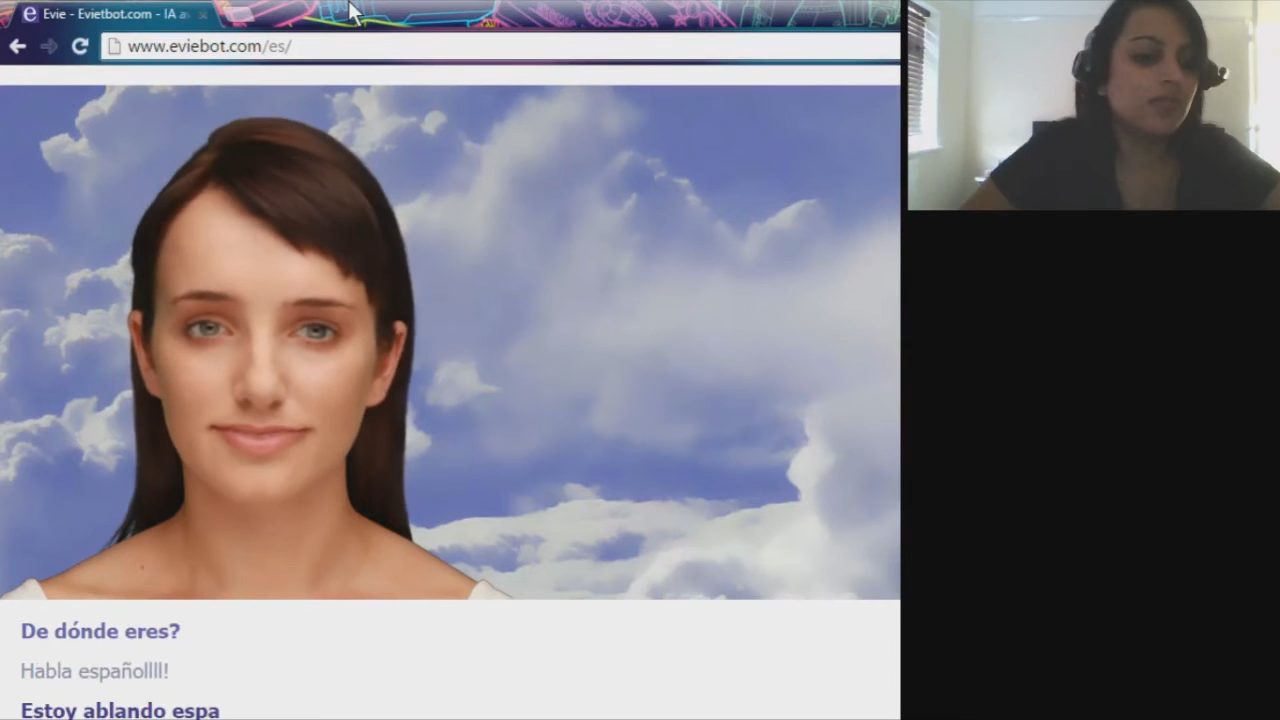 Evie - Evietbot.com - IA a
www.eviebot.com/es/
De dónde eres?
Habla españollll!
Estoy ablando espa